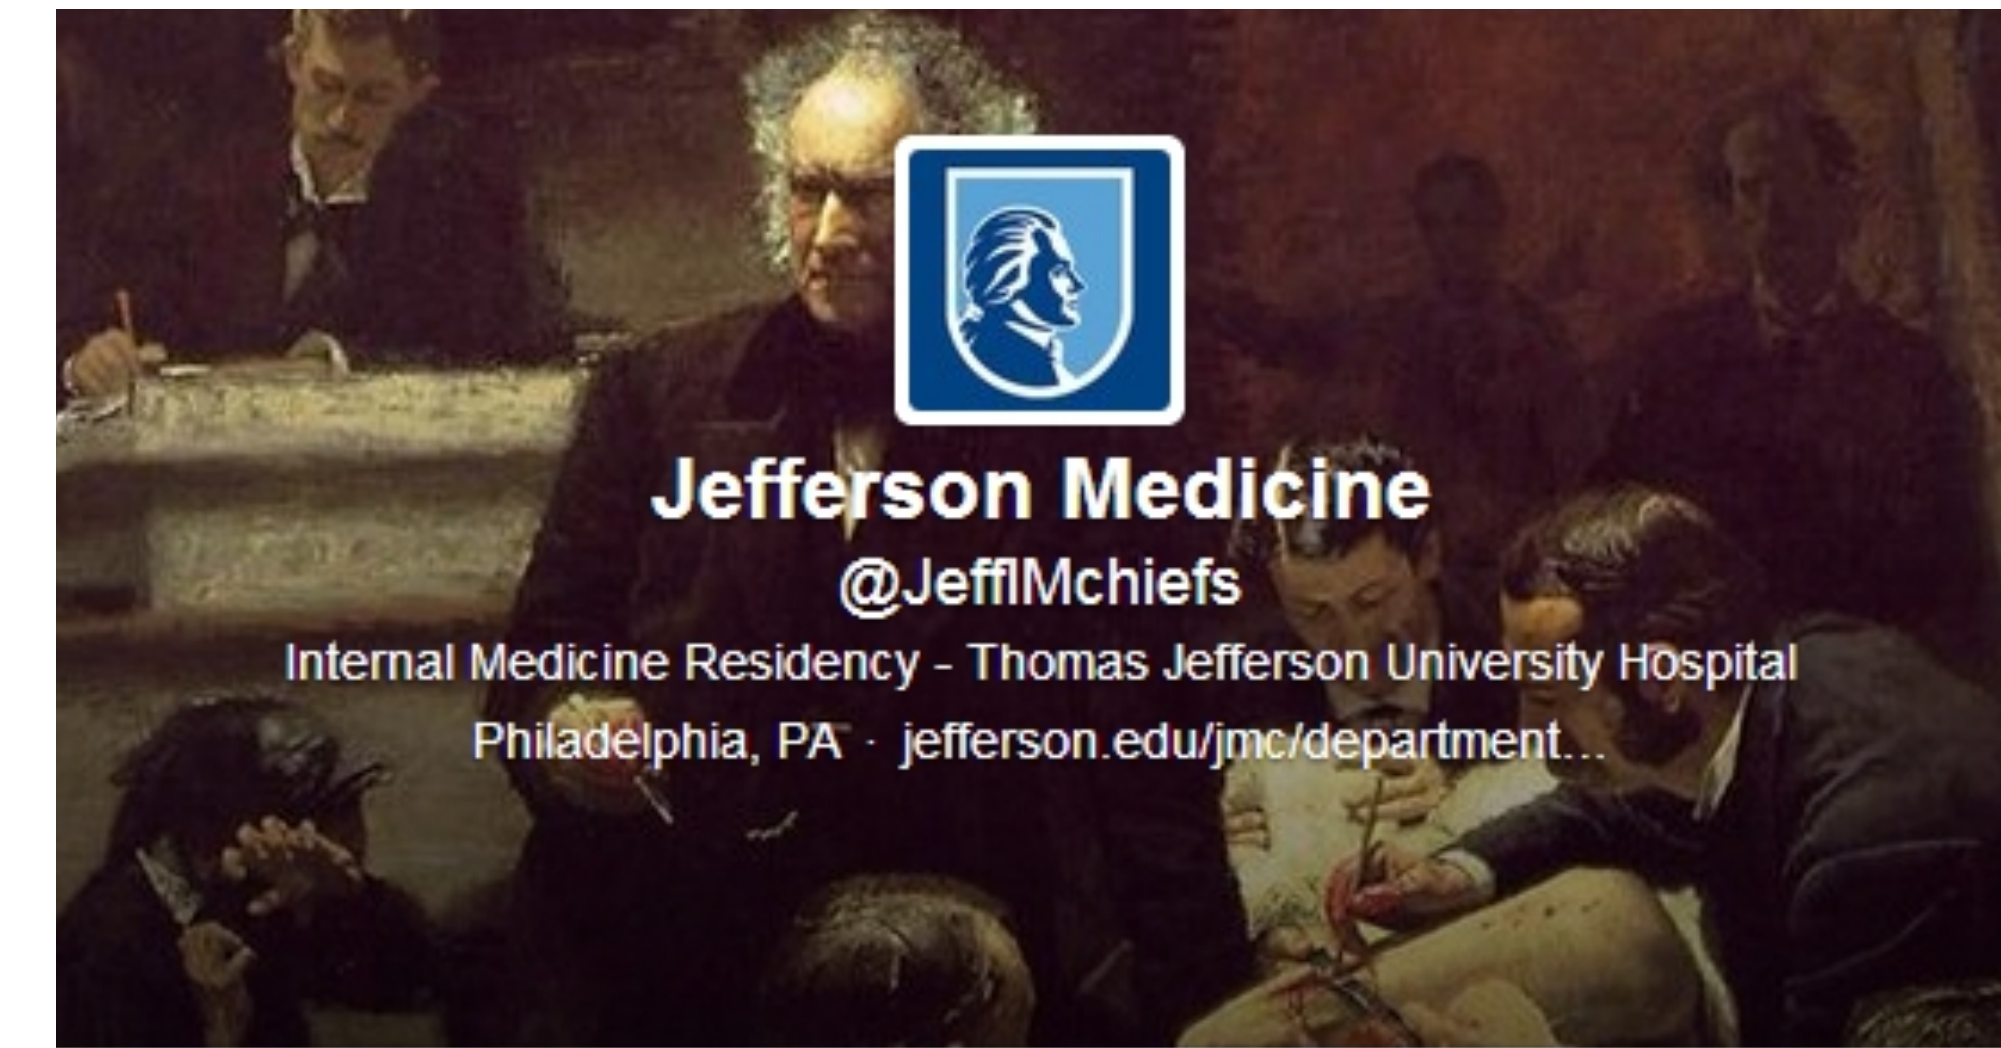 Jefferson Medicine
@JeffIMchiefs
Internal Medicine Residency - Thomas Jefferson University Hospital
Philadelphia, PA · jefferson.edu/jmc/department...